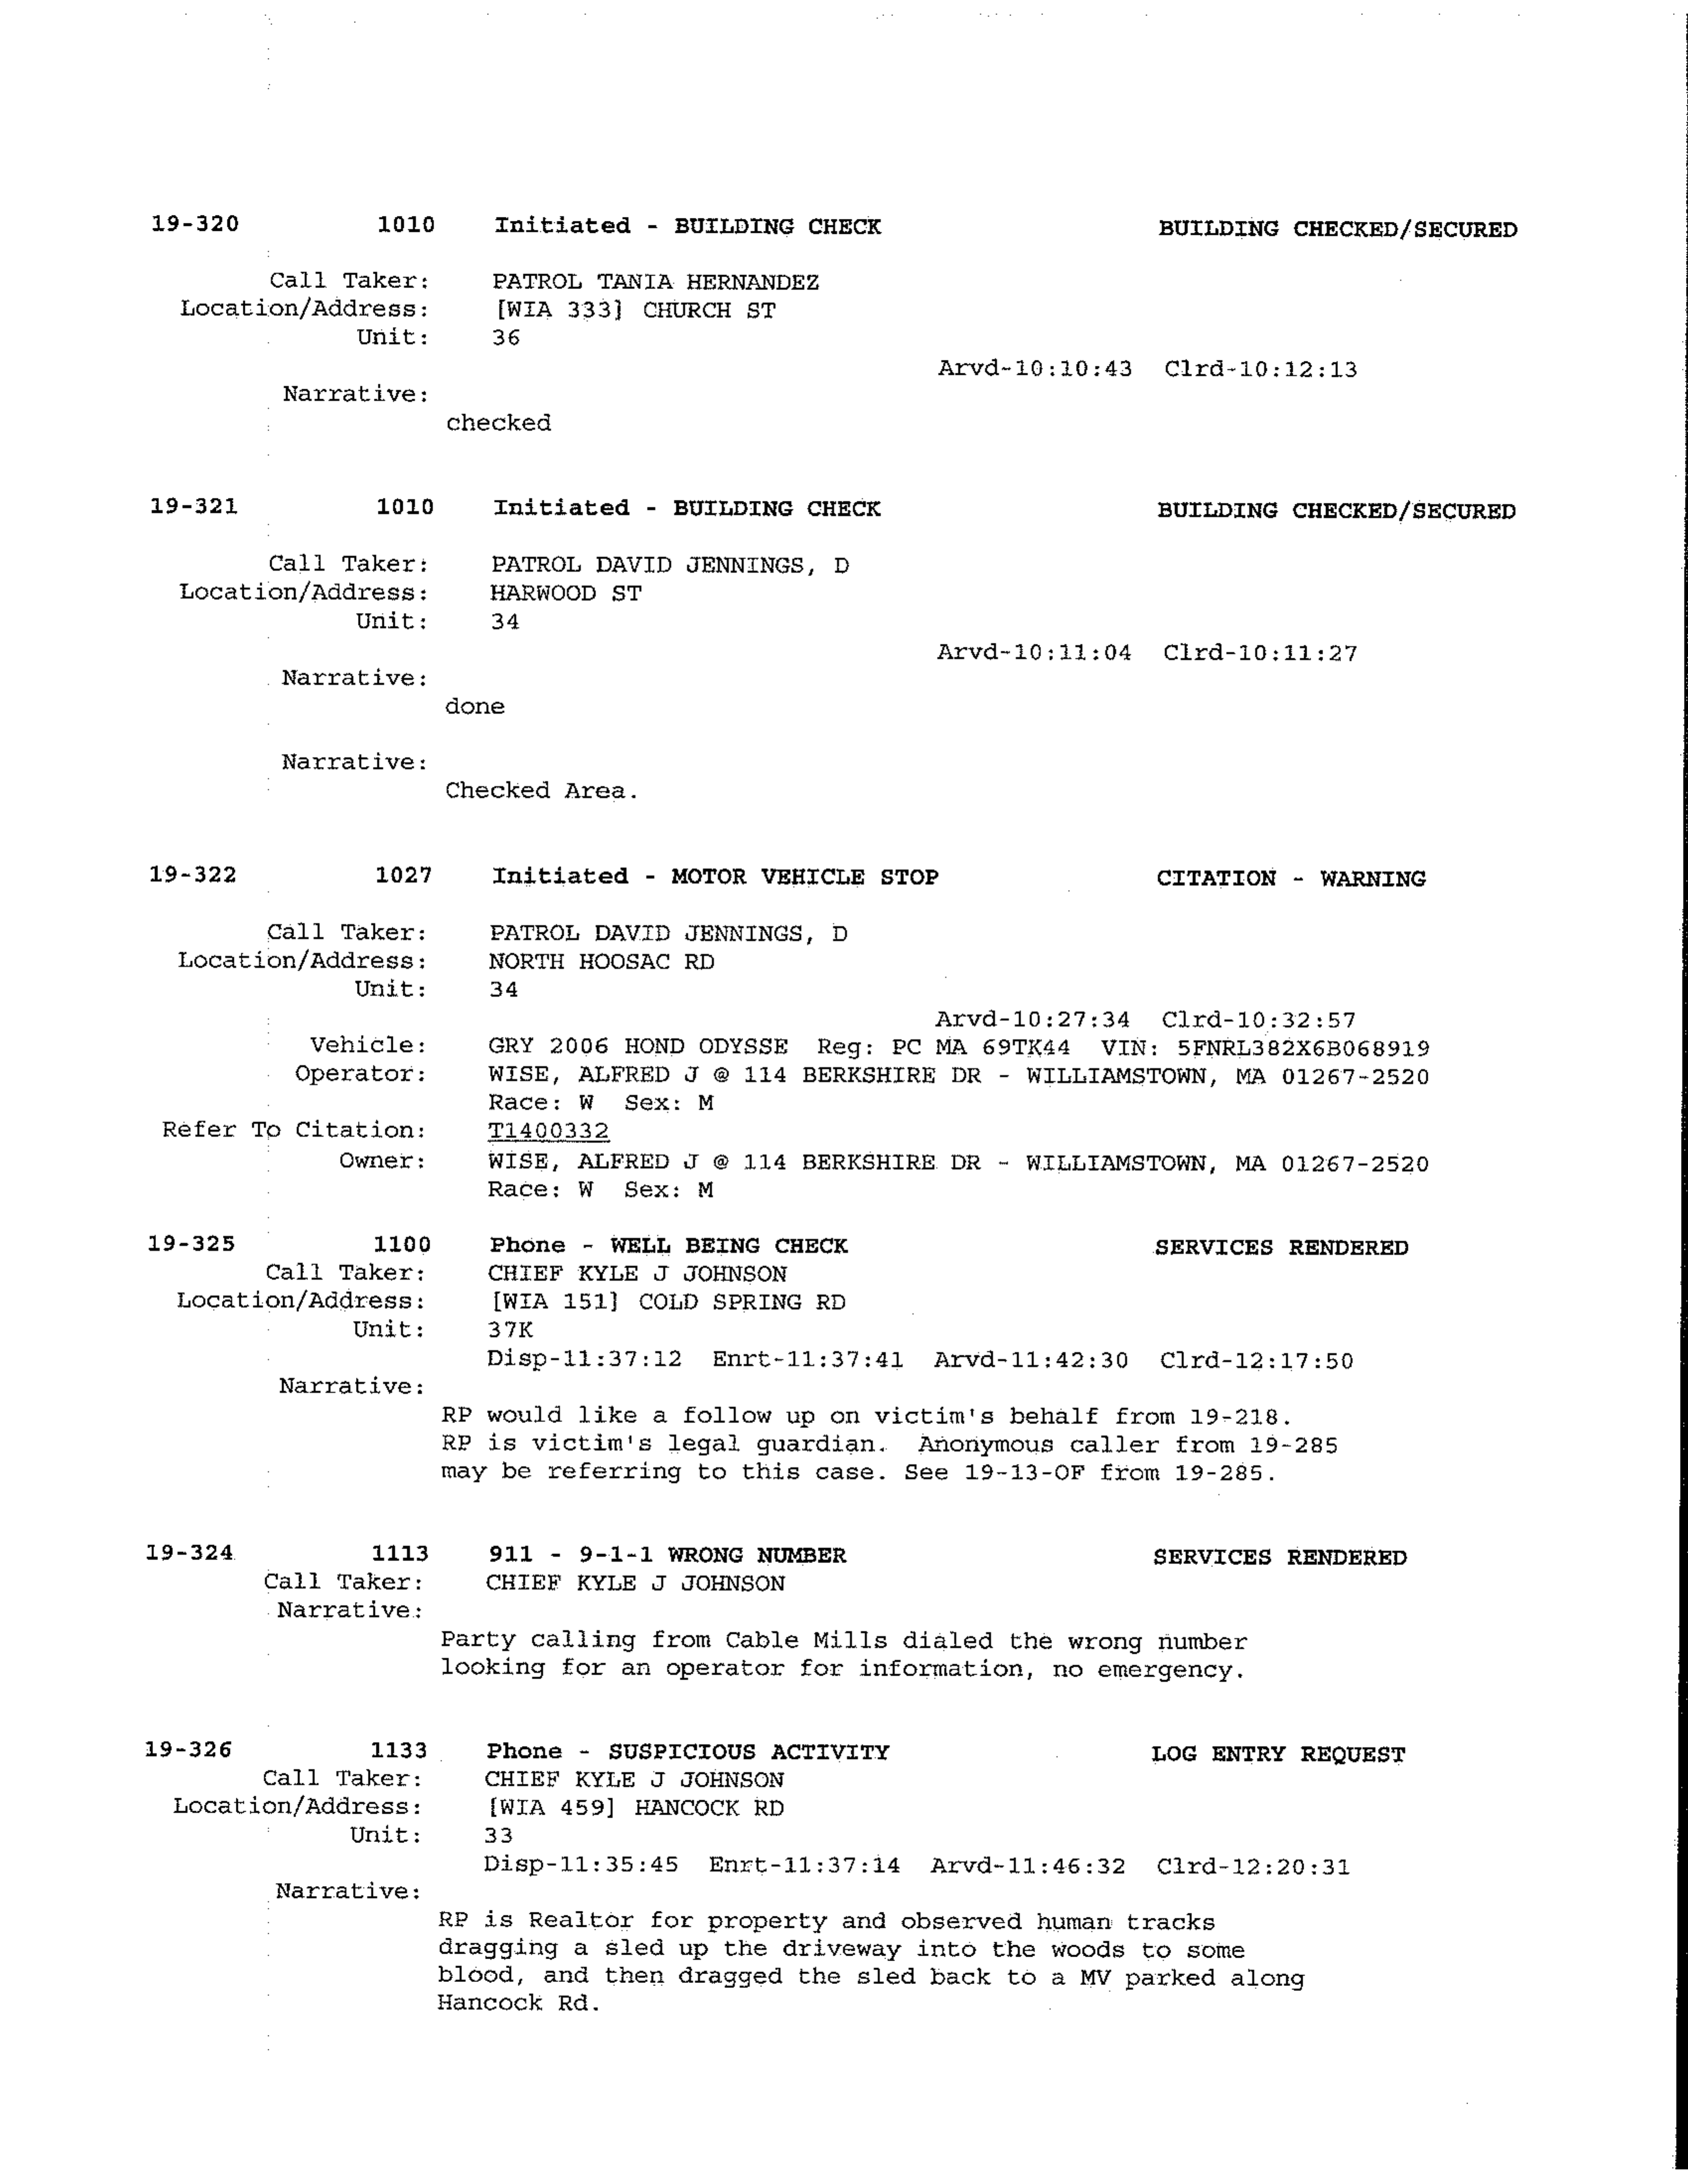 19-320 1010 Initiated - BUILDING CHECK BUILDING CHECKED/SECURED
Call Taker: PATROL TANIA HERNANDEZ
Location/Address: [WIA 333] CHURCH ST
Unit: 36
Arvd-10:10:43 Clrd-10:12:13
Narrative:
checked
19-321 1010 Initiated - BUILDING CHECK BUILDING CHECKED/SECURED
Call Taker: PATROL DAVID JENNINGS, D
Location/Address: HARWOOD ST
Unit: 34
Arvd-10:11:04 Clrd-10:11:27
Narrative:
done
Narrative:
Checked Area.
19-322 1027 Initiated - MOTOR VEHICLE STOP CITATION - WARNING
Call Taker: PATROL DAVID JENNINGS, D
Location/Address: NORTH HOOSAC RD
Unit: 34
Arvd-10:27:34 Clrd-10:32:57
Vehicle: GRY 2006 HOND ODYSSE Reg: PC MA 69TK44 VIN: 5FNRL382X6B068919
Operator: WISE, ALFRED J @ 114 BERKSHIRE DR - WILLIAMSTOWN, MA 01267-2520
Race: W Sex: M
Refer To Citation: T1400332
Owner: WISE, ALFRED J @ 114 BERKSHIRE DR - WILLIAMSTOWN, MA 01267-2520
Race: W Sex: M
19-325 1100 Phone - WELL BEING CHECK SERVICES RENDERED
Call Taker: CHIEF KYLE J JOHNSON
Location/Address: [WIA 151] COLD SPRING RD
Unit: 37K
Disp-11:37:12 Enrt-11:37:41 Arvd-11:42:30 Clrd-12:17:50
Narrative:
RP would like a follow up on victim's behalf from 19-218.
RP is victim's legal guardian. Anonymous caller from 19-285
may be referring to this case. See 19-13-OF from 19-285.
19-324 1113 911 - 9-1-1 WRONG NUMBER SERVICES RENDERED
Call Taker: CHIEF KYLE J JOHNSON
Narrative:
Party calling from Cable Mills dialed the wrong number
looking for an operator for information, no emergency.
19-326 1133 Phone - SUSPICIOUS ACTIVITY LOG ENTRY REQUEST
Call Taker: CHIEF KYLE J JOHNSON
Location/Address: [WIA 459] HANCOCK RD
Unit: 33
Disp-11:35:45 Enrt-11:37:14 Arvd-11:46:32 Clrd-12:20:31
Narrative:
RP is Realtor for property and observed human tracks
dragging a sled up the driveway into the woods to some
blood, and then dragged the sled back to a MV parked along
Hancock Rd.